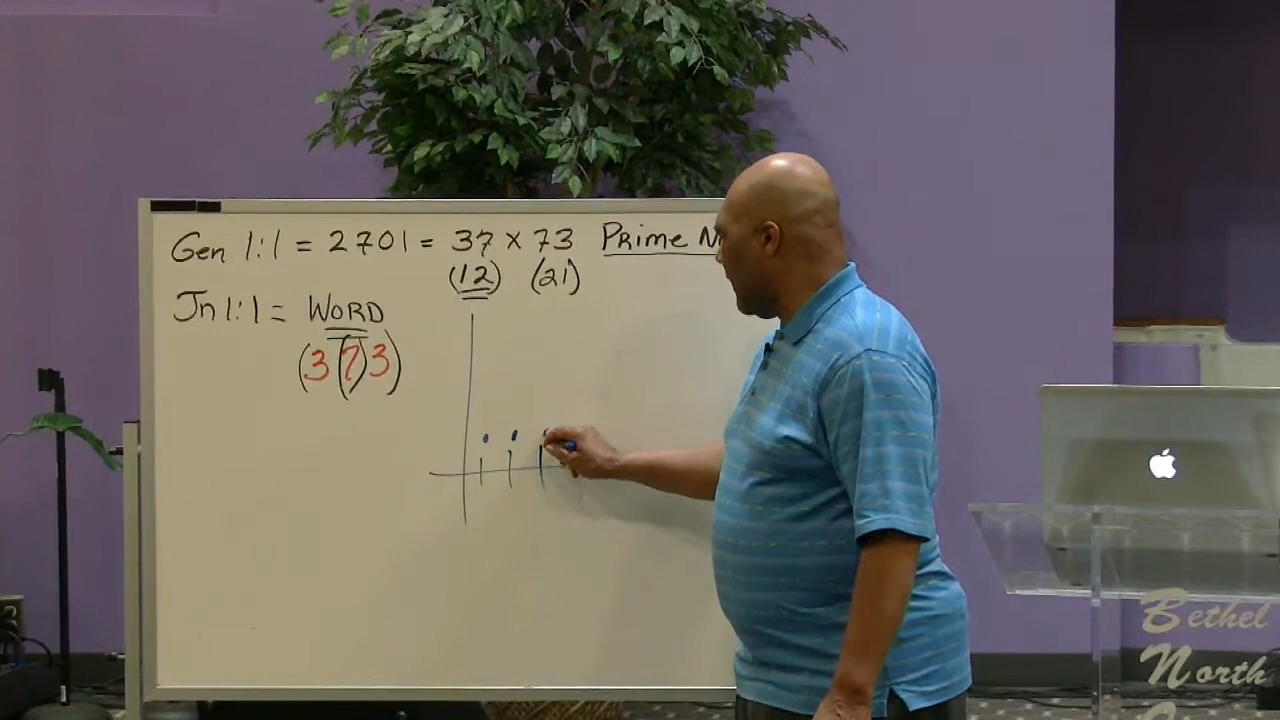 Gen 1:1 = 2701 = 37 x 73 Prime
(12) (21)
Jn 1:1 = WORD
(3(7)3)
Bethel
North